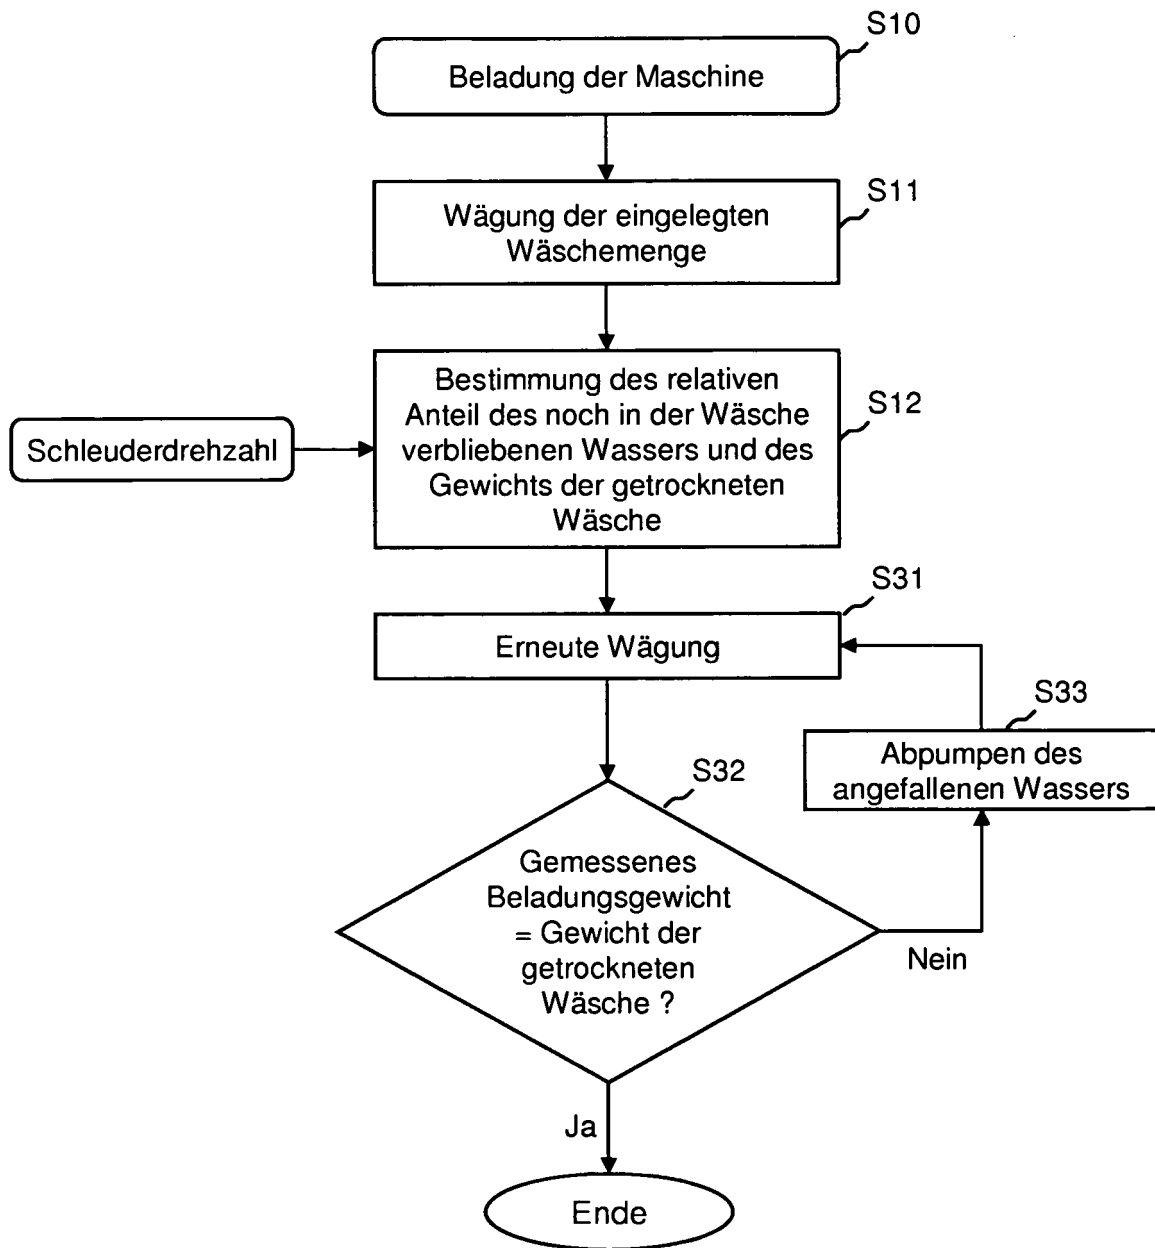 S10
Beladung der Maschine
S11
Wägung der eingelegten
Wäschemenge
S12
Bestimmung des relativen
Anteil des noch in der Wäsche
verbliebenen Wassers und des
Gewichts der getrockneten
Wäsche
Schleuderdrehzahl
S31
Erneute Wägung
S33
Abpumpen des
angefallenen Wassers
S32
Gemessenes
Beladungsgewicht
= Gewicht der
getrockneten
Wäsche ?
Nein
Ja
Ende